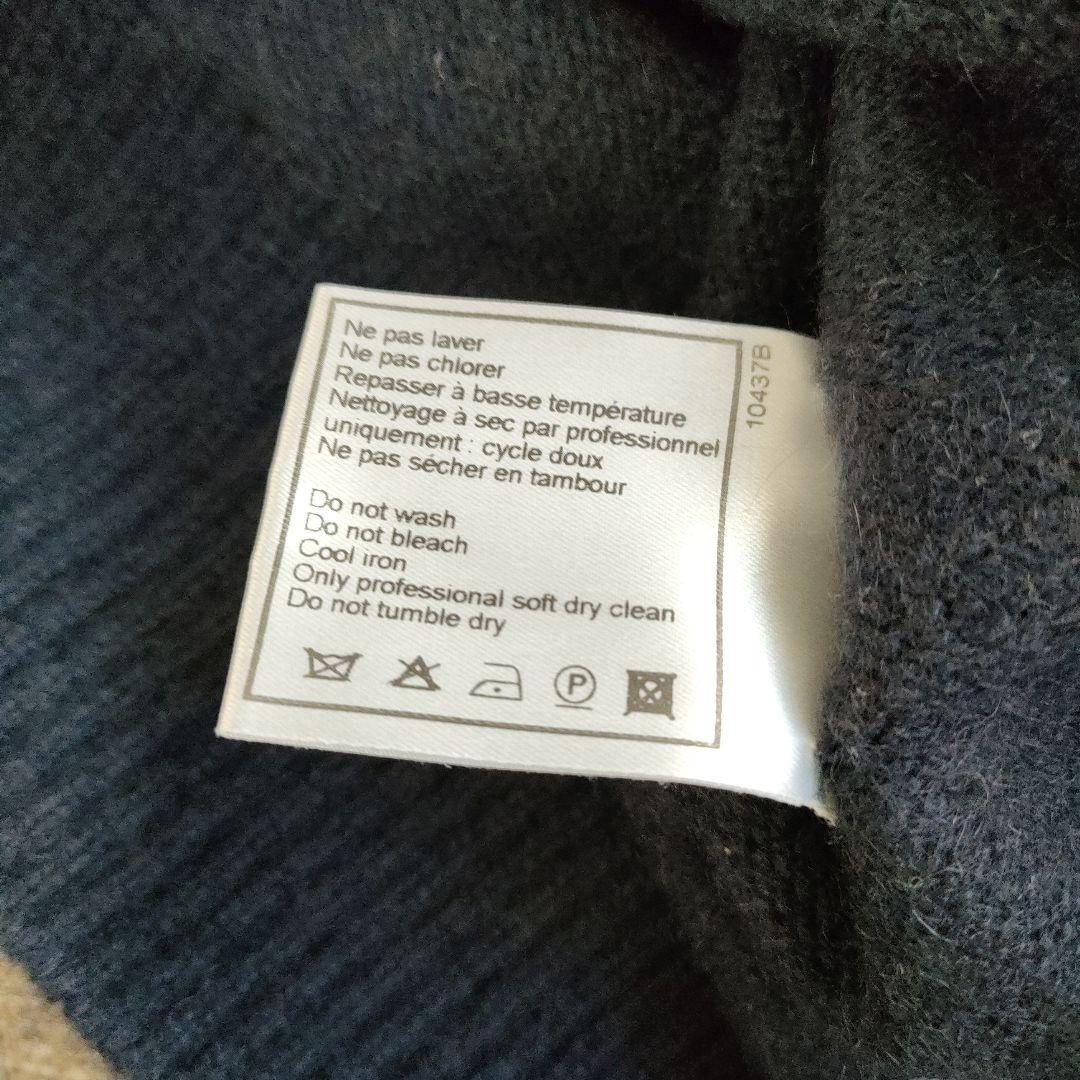 Ne pas laver
Ne pas chlorer
Repasser à basse température
Nettoyage à sec par professionnel
uniquement : cycle doux
Ne pas sécher en tambour
Do not wash
Do not bleach
Cool iron
Only professional soft dry clean
Do not tumble dry
P
10437B